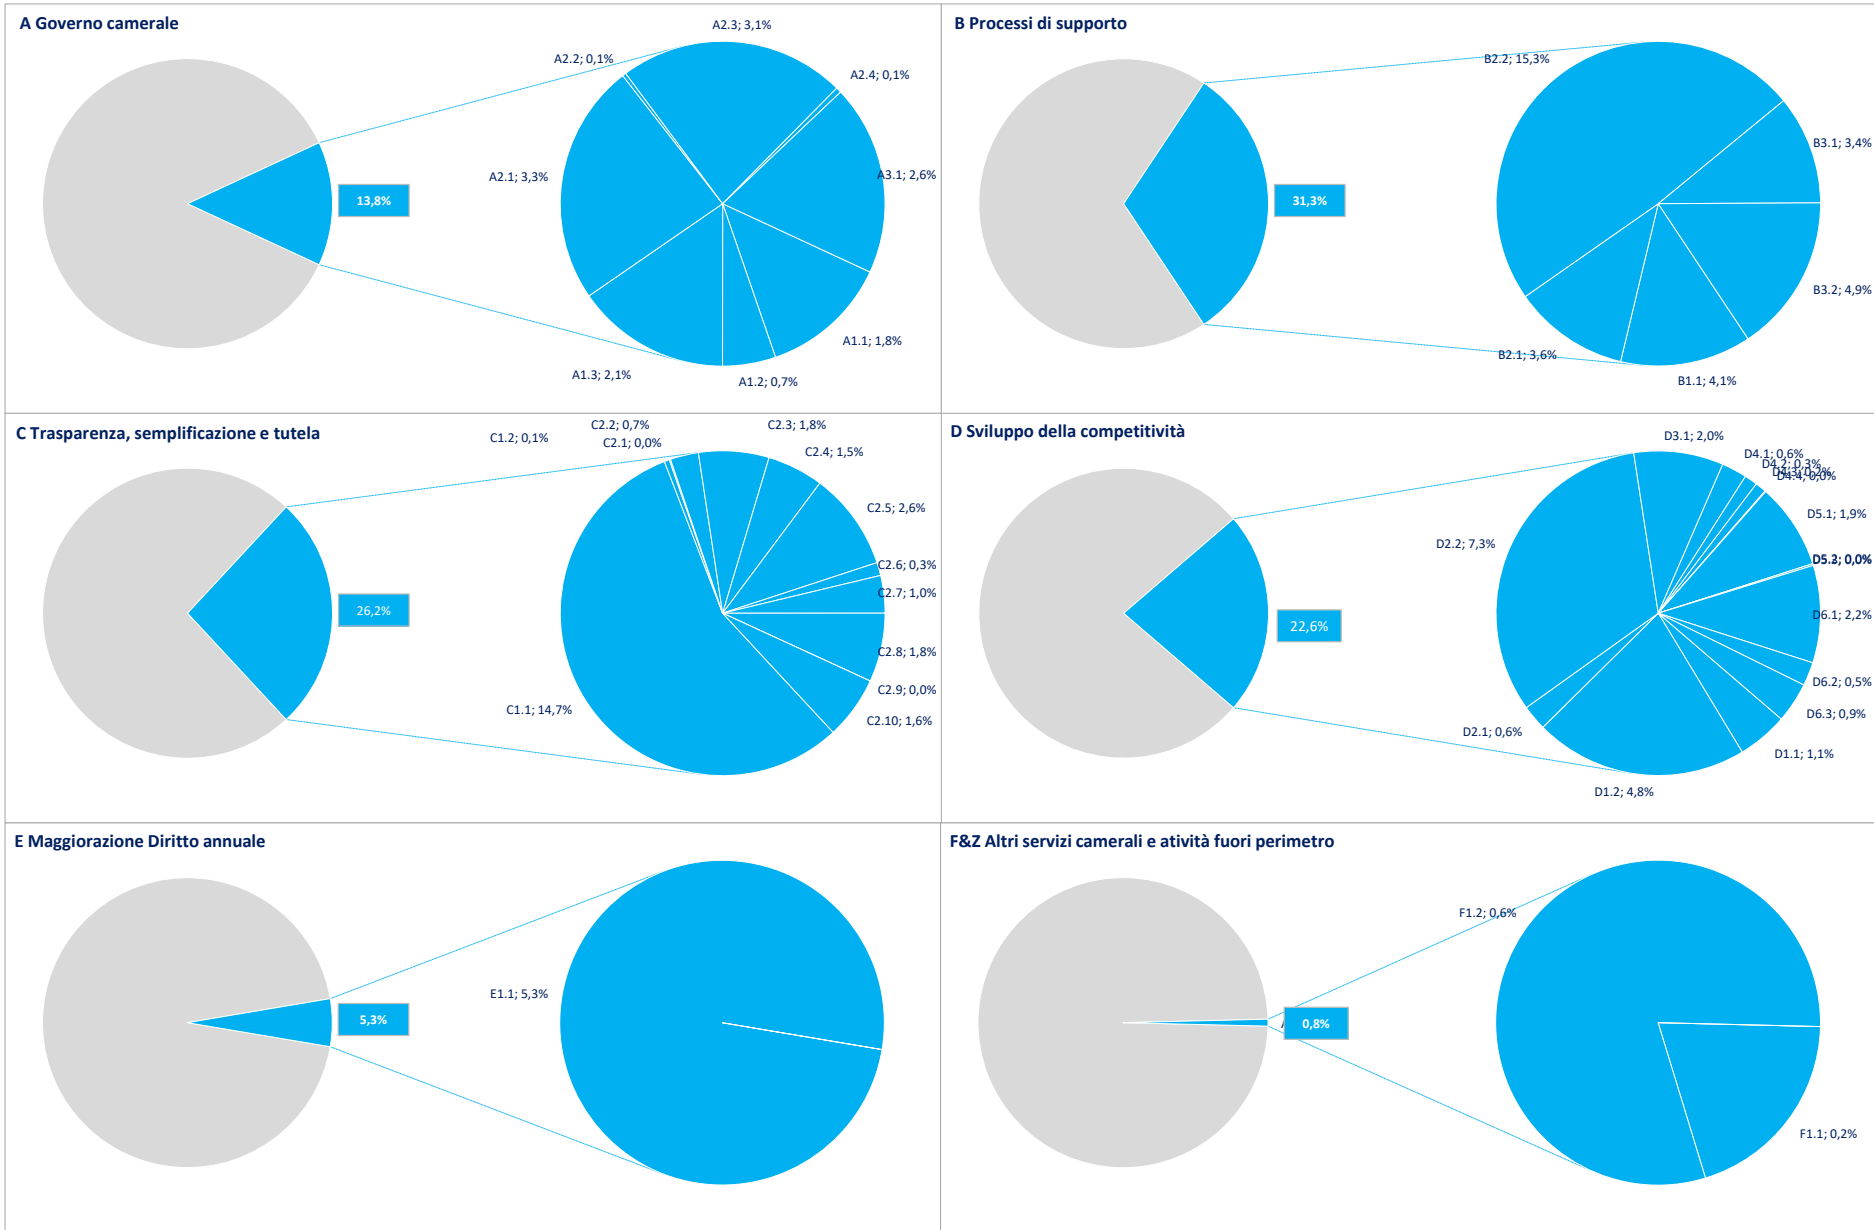 A Governo camerale
A2.3; 3,1%
A2.2; 0,1%
A2.4; 0,1%
A2.1; 3,3%
A3.1; 2,6%
13,8%
A1.1; 1,8%
A1.3; 2,1%
A1.2; 0,7%
B Processi di supporto
B2.2; 15,3%
B3.1; 3,4%
31,3%
B3.2; 4,9%
B2.1; 3,6%
B1.1; 4,1%
C Trasparenza, semplificazione e tutela
C2.2; 0,7%
C2.3; 1,8%
C1.2; 0,1%
C2.1; 0,0%
C2.4; 1,5%
C2.5; 2,6%
C2.6; 0,3%
C2.7; 1,0%
26,2%
C2.8; 1,8%
C2.9; 0,0%
C1.1; 14,7%
C2.10; 1,6%
D Sviluppo della competitività
D3.1; 2,0%
D4.1; 0,6%
D4.2; 0,3%
D4.3; 0,2%
D4.4; 0,0%
D5.1; 1,9%
D2.2; 7,3%
D6.1; 2,2%
22,6%
D6.2; 0,5%
D6.3; 0,9%
D2.1; 0,6%
D1.1; 1,1%
D1.2; 4,8%
E Maggiorazione Diritto annuale
E1.1; 5,3%
5,3%
F&Z Altri servizi camerali e atività fuori perimetro
F1.2; 0,6%
0,8%
F1.1; 0,2%